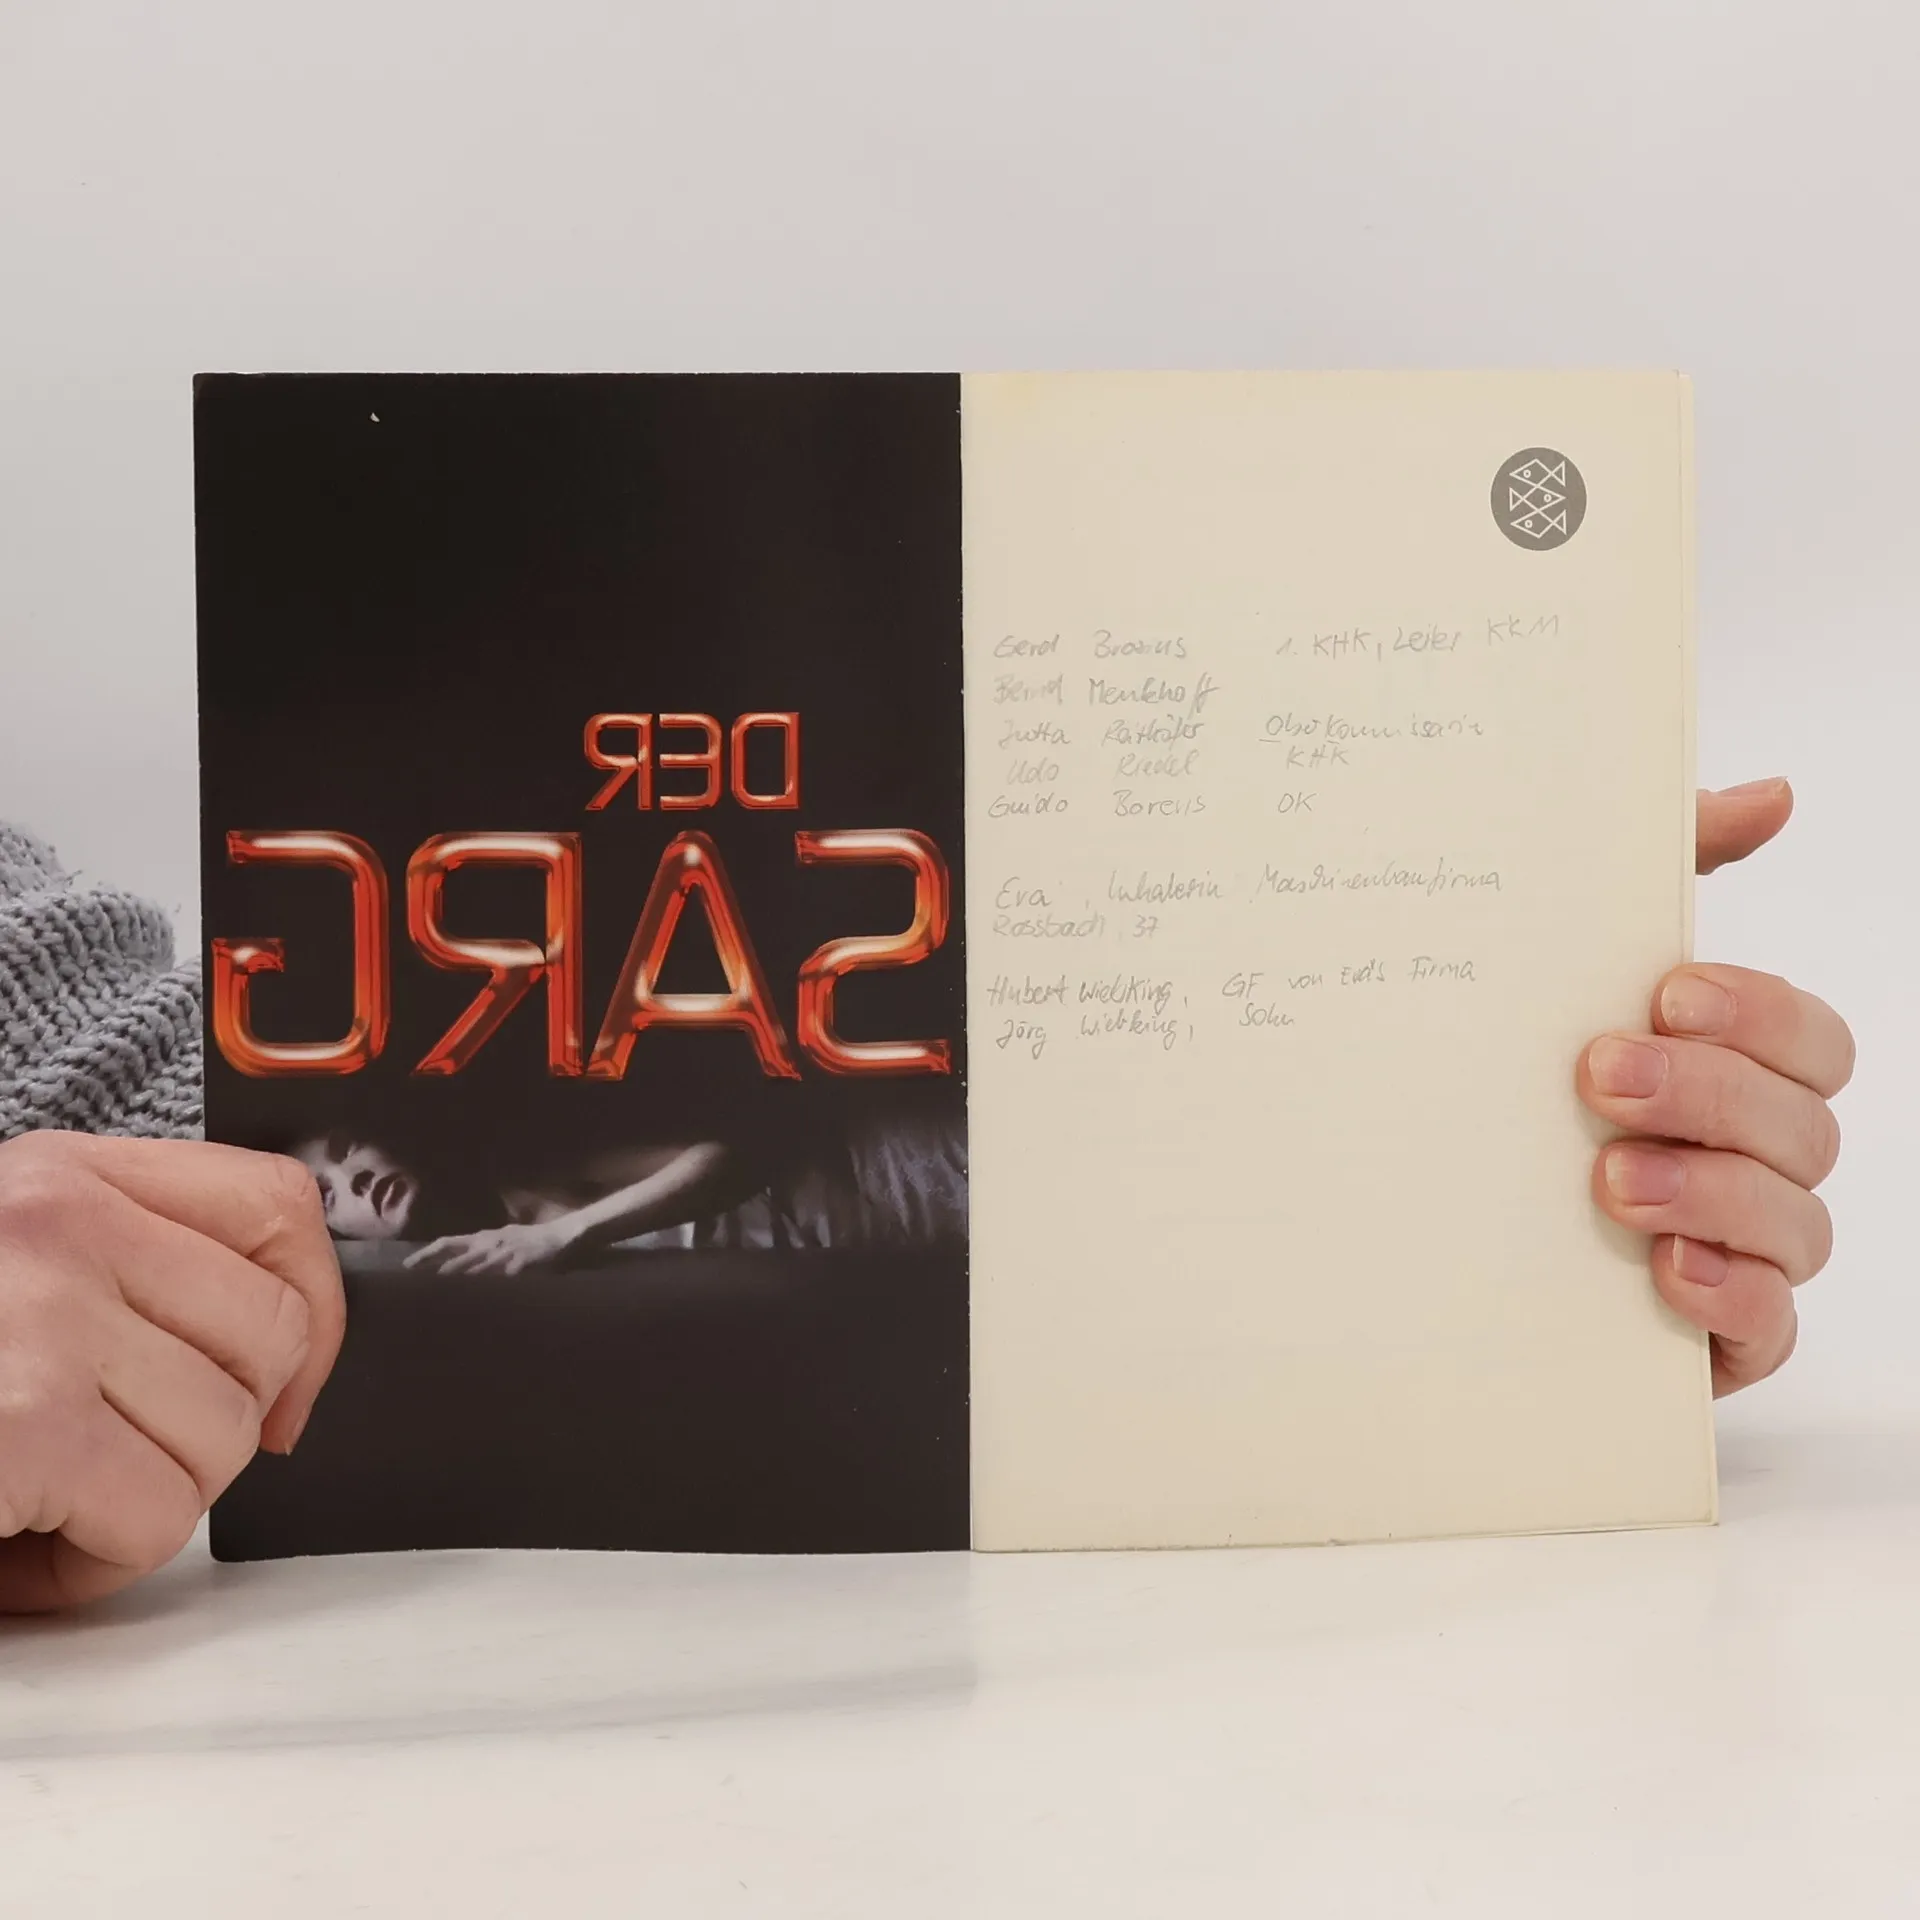 DER
SARG
Gerd Brosius 1. KHK, Leiter KKM
Bernd Menkhoff
Jutta Reithöfer Oberkommissarin
Udo Riedel KHK
Guido Borens OK
Eva, Inhaberin Maschinenbaufirma
Rossbach, 37
Hubert Wiebking, GF von Eva's Firma
Jörg Wiebking, Sohn